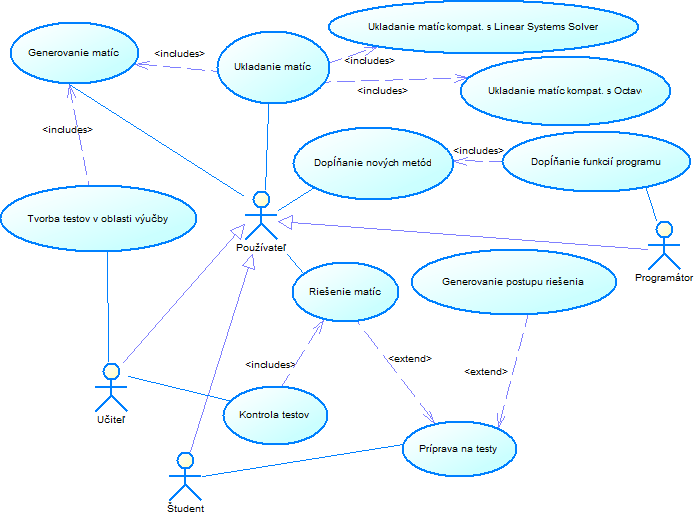 Ukladanie matíc kompat. s Linear Systems Solver
Generovanie matíc
<includes>
Ukladanie matíc
<includes>
<includes>
Ukladanie matíc kompat. s Octav
<includes>
Dopĺňanie nových metód
<includes>
Dopĺňanie funkcií programu
Tvorba testov v oblasti výučby
Používateľ
Programátor
Riešenie matíc
Generovanie postupu riešenia
<includes>
<extend>
<extend>
Učiteľ
Kontrola testov
Príprava na testy
Študent